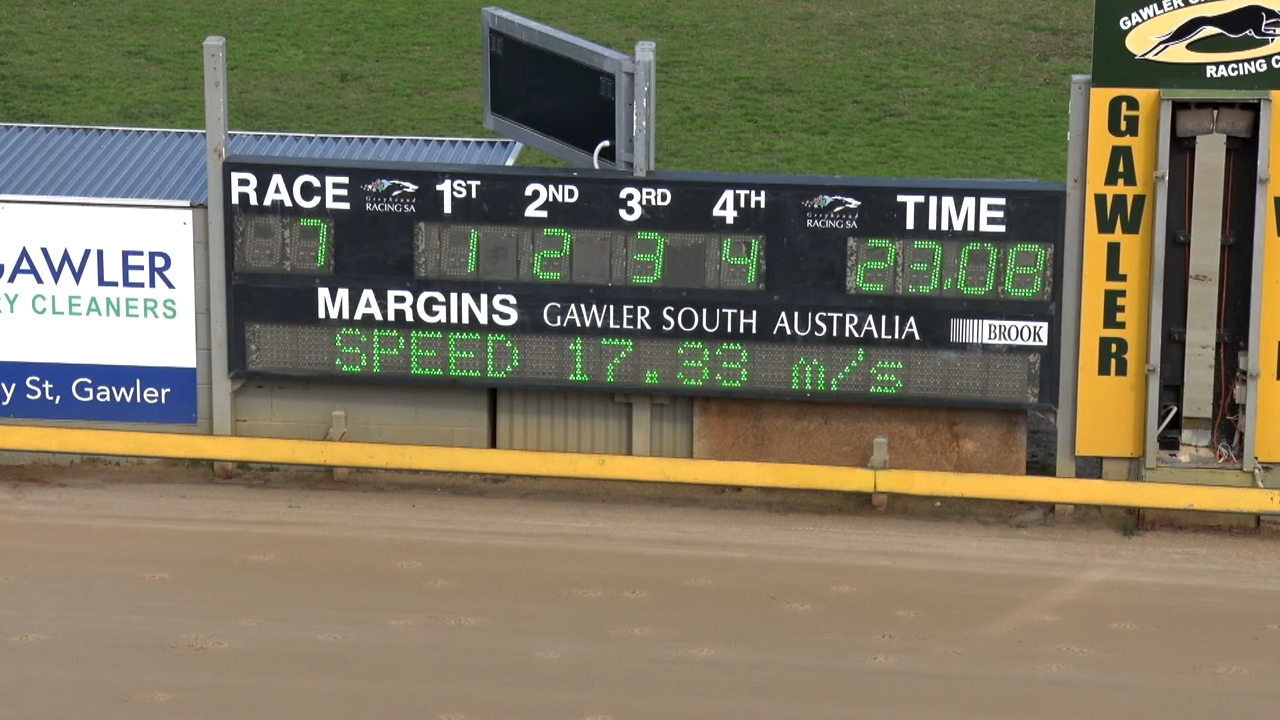 GAWLER
RACING C
GAWLER
RACE
Greyhound
RACING SA
1ST
2ND
3RD
4TH
Greyhound
RACING SA
TIME
7
1
2
3
4
23.08
MARGINS
GAWLER SOUTH AUSTRALIA
BROOK
SPEED 17.33 m/s
GAWLER
Y CLEANERS
y St, Gawler